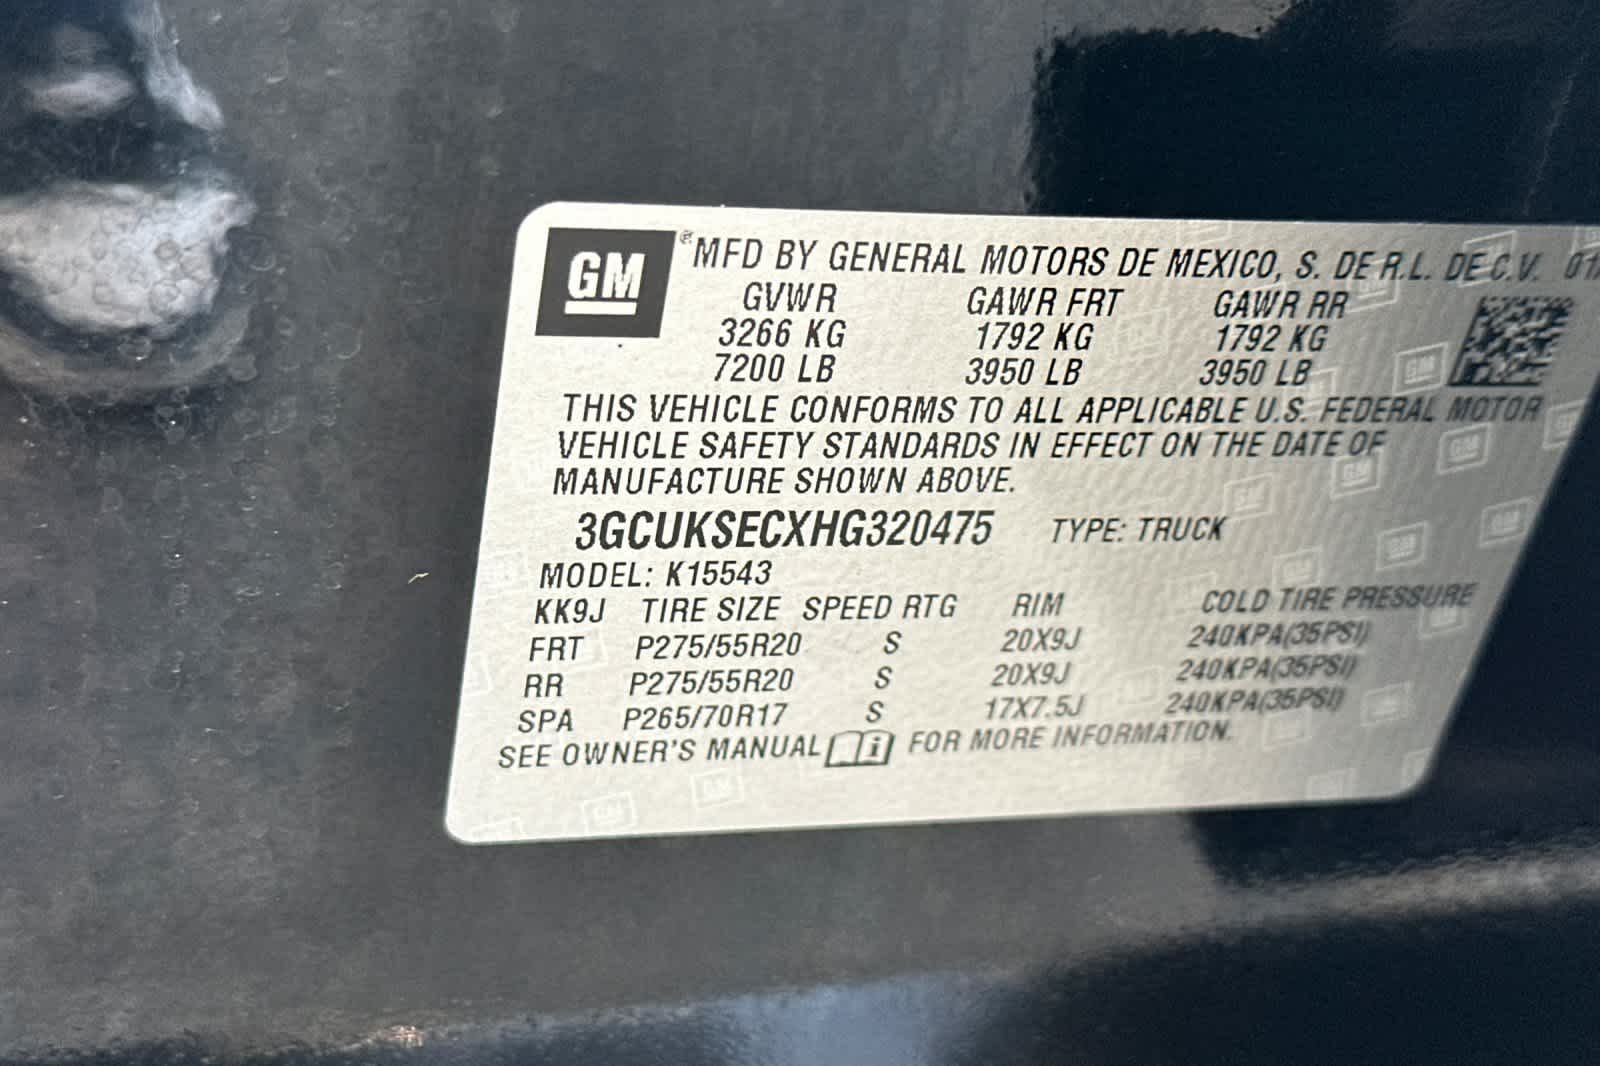 GM ® MFD BY GENERAL MOTORS DE MEXICO, S. DE R.L. DE C.V. 01/
GVWR GAWR FRT GAWR RR
3266 KG 1792 KG 1792 KG
7200 LB 3950 LB 3950 LB
THIS VEHICLE CONFORMS TO ALL APPLICABLE U.S. FEDERAL MOTOR
VEHICLE SAFETY STANDARDS IN EFFECT ON THE DATE OF
MANUFACTURE SHOWN ABOVE.
3GCUKSECXHG320475 TYPE: TRUCK
MODEL: K15543
KK9J TIRE SIZE SPEED RTG RIM COLD TIRE PRESSURE
FRT P275/55R20 S 20X9J 240KPA(35PSI)
RR P275/55R20 S 20X9J 240KPA(35PSI)
SPA P265/70R17 S 17X7.5J 240KPA(35PSI)
SEE OWNER'S MANUAL i FOR MORE INFORMATION.